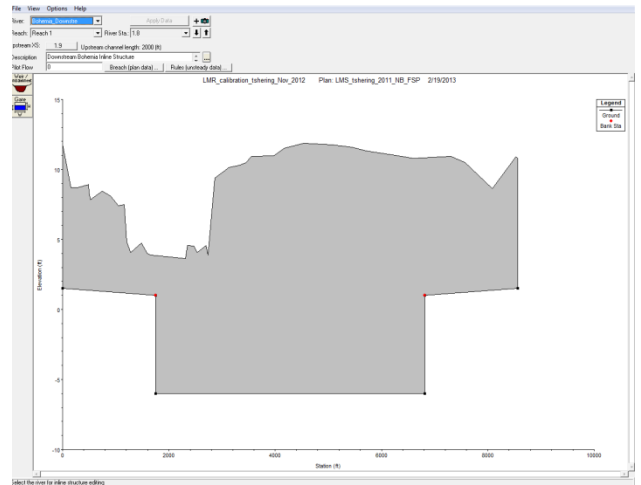 File View Options Help
River: Bohemia_Downstre Apply Data
Reach: Reach 1 River Sta.: 1.8
Upstream XS: 1.9 Upstream channel length: 2000 (ft)
Description Downstream Bohemia Inline Structure ...
Pilot Flow 0 Breach (plan data)... Rules (unsteady data)...
Weir /
Gate
LMR_calibration_tshering_Nov_2012 Plan: LMS_tshering_2011_NB_FSP 2/19/2013
Legend
Ground
Bank Sta
Elevation (ft)
15
10
5
0
-5
-10
0 2000 4000 6000 8000 10000
Station (ft)
Select the river for inline structure editing